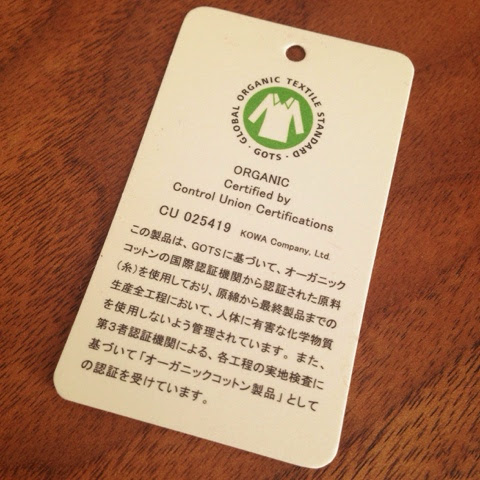 GLOBAL ORGANIC TEXTILE STANDARD
· GOTS ·
ORGANIC
Certified by
Control Union Certifications
CU 025419 KOWA Company, Ltd.
この製品は、GOTSに基づいて、オーガニック
コットンの国際認証機関から認証された原料
(糸)を使用しており、原綿から最終製品までの
生産全工程において、人体に有害な化学物質
を使用しないよう管理されています。また、
第3者認証機関による、各工程の実地検査に
基づいて「オーガニックコットン製品」として
の認証を受けています。